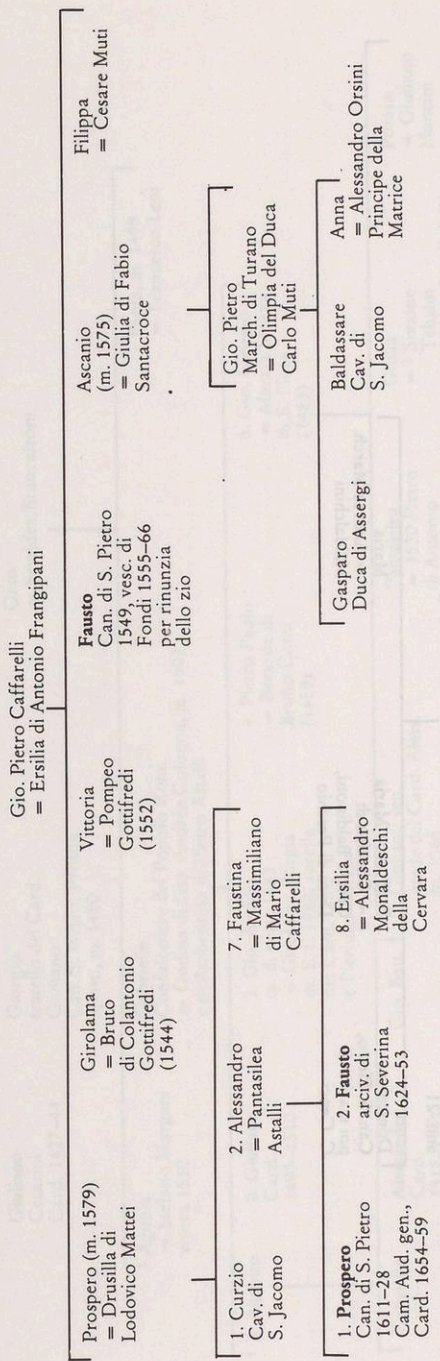 Gio. Pietro Caffarelli
= Ersilia di Antonio Frangipani
Prospero (m. 1579)
= Drusilla di
Lodovico Mattei
Girolama
= Bruto
di Colantonio
Gottifredi
(1544)
Vittoria
= Pompeo
Gottifredi
(1552)
Fausto
Can. di S. Pietro
1549, vesc. di
Fondi 1555–66
per rinunzia
dello zio
Ascanio
(m. 1575)
= Giulia di Fabio
Santacroce
Filippa
= Cesare Muti
1. Curzio
Cav. di
S. Jacomo
2. Alessandro
= Pantasilea
Astalli
7. Faustina
= Massimiliano
di Mario
Caffarelli
Gio. Pietro
March. di Turano
= Olimpia del Duca
Carlo Muti
1. Prospero
Can. di S. Pietro
1611–28
Cam. Aud. gen.,
Card. 1654–59
2. Fausto
arciv. di
S. Severina
1624–53
8. Ersilia
= Alessandro
Monaldeschi
della
Cervara
Gasparo
Duca di Assergi
Baldassare
Cav. di
S. Jacomo
Anna
= Alessandro Orsini
Principe della
Matrice